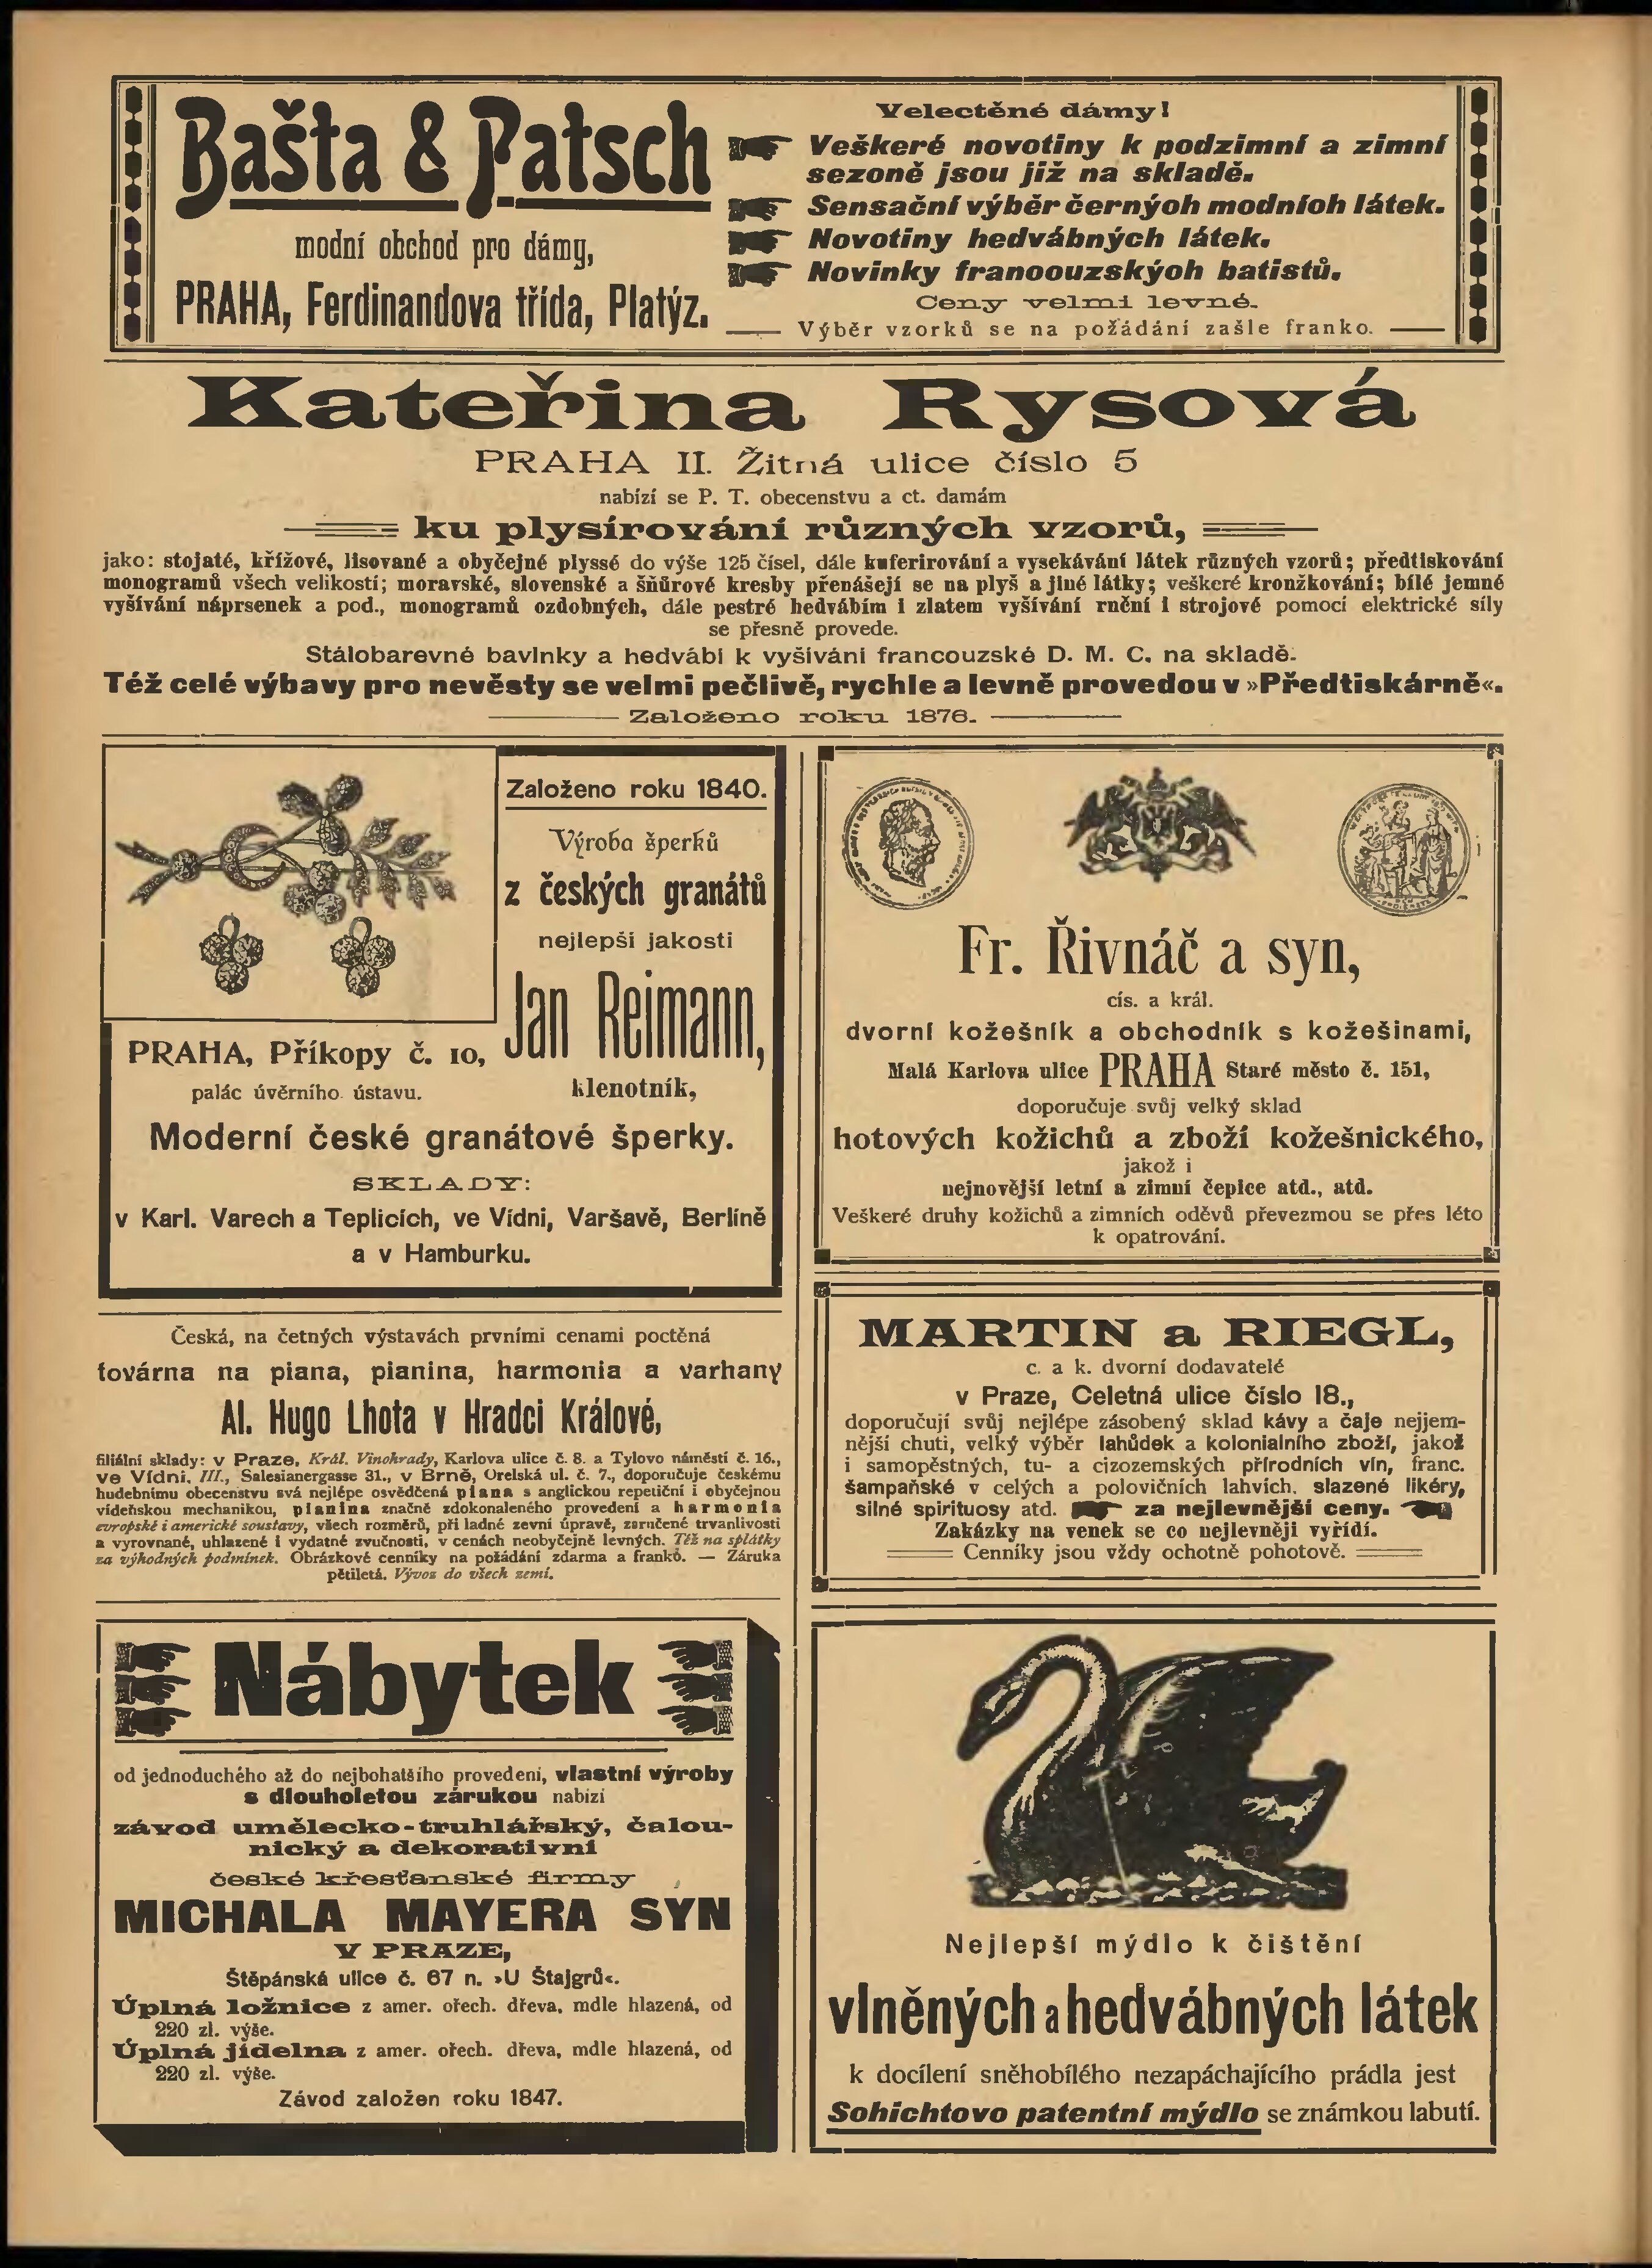 Bašta & Patsch
modní obchod pro dámy,
PRAHA, Ferdinandova třída, Platýz.
Velectěné dámy!
Veškeré novotiny k podzimní a zimní
sezoně jsou již na skladě.
Sensační výběr černých modních látek.
Novotiny hedvábných látek.
Novinky francouzských batistů.
Ceny velmi levné.
Výběr vzorků se na požádání zašle franko.
Kateřina Rysová
PRAHA II. Žitná ulice číslo 5
nabízí se P. T. obecenstvu a ct. damám
ku plysírování různých vzorů,
jako: stojaté, křížové, lisované a obyčejné plyssé do výše 125 čísel, dále kuferirování a vysekávání látek různých vzorů; předtiskování
monogramů všech velikostí; moravské, slovenské a šňůrové kresby přenášejí se na plyš a jiné látky; veškeré kronžkování; bílé jemné
vyšívání náprsenek a pod., monogramů ozdobných, dále pestré hedvábím i zlatem vyšívání ruční i strojové pomocí elektrické síly
se přesně provede.
Stálobarevné bavlnky a hedvábí k vyšívání francouzské D. M. C. na skladě.
Též celé výbavy pro nevěsty se velmi pečlivě, rychle a levně provedou v »Předtiskárně«.
Založeno roku 1876.
Založeno roku 1840.
Výroba šperků
z českých granátů
nejlepší jakosti
Jan Reimann,
klenotník,
PRAHA, Příkopy č. 10,
palác úvěrního ústavu.
Moderní české granátové šperky.
SKLADY:
v Karl. Varech a Teplicích, ve Vídni, Varšavě, Berlíně
a v Hamburku.
Fr. Řivnáč a syn,
cís. a král.
dvorní kožešník a obchodník s kožešinami,
Malá Karlova ulice PRAHA Staré město č. 151,
doporučuje svůj velký sklad
hotových kožichů a zboží kožešnického,
jakož i
nejnovější letní a zimní čepice atd., atd.
Veškeré druhy kožichů a zimních oděvů převezmou se přes léto
k opatrování.
Česká, na četných výstavách prvními cenami poctěná
továrna na piana, pianina, harmonia a varhany
Al. Hugo Lhota v Hradci Králové,
filiální sklady: v Praze, Král. Vinohrady, Karlova ulice č. 8. a Tylovo náměstí č. 16.,
ve Vídni, III., Salesianergasse 31., v Brně, Orelská ul. č. 7., doporučuje českému
hudebnímu obecenstvu svá nejlépe osvědčená piana s anglickou repetiční i obyčejnou
vídeňskou mechanikou, pianina značně zdokonaleného provedení a harmonia
evropské i americké soustavy, všech rozměrů, při ladné zevní úpravě, zaručené trvanlivosti
a vyrovnané, uhlazené i vydatné zvučnosti, v cenách neobyčejně levných. Též na splátky
za výhodných podmínek. Obrázkové cenníky na požádání zdarma a franko. — Záruka
pětiletá. Vývoz do všech zemí.
MARTIN a RIEGL,
c. a k. dvorní dodavatelé
v Praze, Celetná ulice číslo 18.,
doporučují svůj nejlépe zásobený sklad kávy a čaje nejjem-
nější chuti, velký výběr lahůdek a kolonialního zboží, jakož
i samopěstných, tu- a cizozemských přírodních vín, franc.
šampaňské v celých a polovičních lahvích, slazené likéry,
silné spirituosy atd. za nejlevnější ceny.
Zakázky na venek se co nejlevněji vyřídí.
Cenníky jsou vždy ochotně pohotově.
Nábytek
od jednoduchého až do nejbohatšího provedení, vlastní výroby
s dlouholetou zárukou nabízí
závod umělecko-truhlářský, čalou-
nický a dekorativní
české křesťanské firmy
MICHALA MAYERA SYN
V PRAZE,
Štěpánská ulice č. 67 n. »U Štajgrů«.
Úplná ložnice z amer. ořech. dřeva, mdle hlazená, od
220 zl. výše.
Úplná jídelna z amer. ořech. dřeva, mdle hlazená, od
220 zl. výše.
Závod založen roku 1847.
Nejlepší mýdlo k čištění
vlněných a hedvábných látek
k docílení sněhobílého nezapáchajícího prádla jest
Schichtovo patentní mýdlo se známkou labutí.